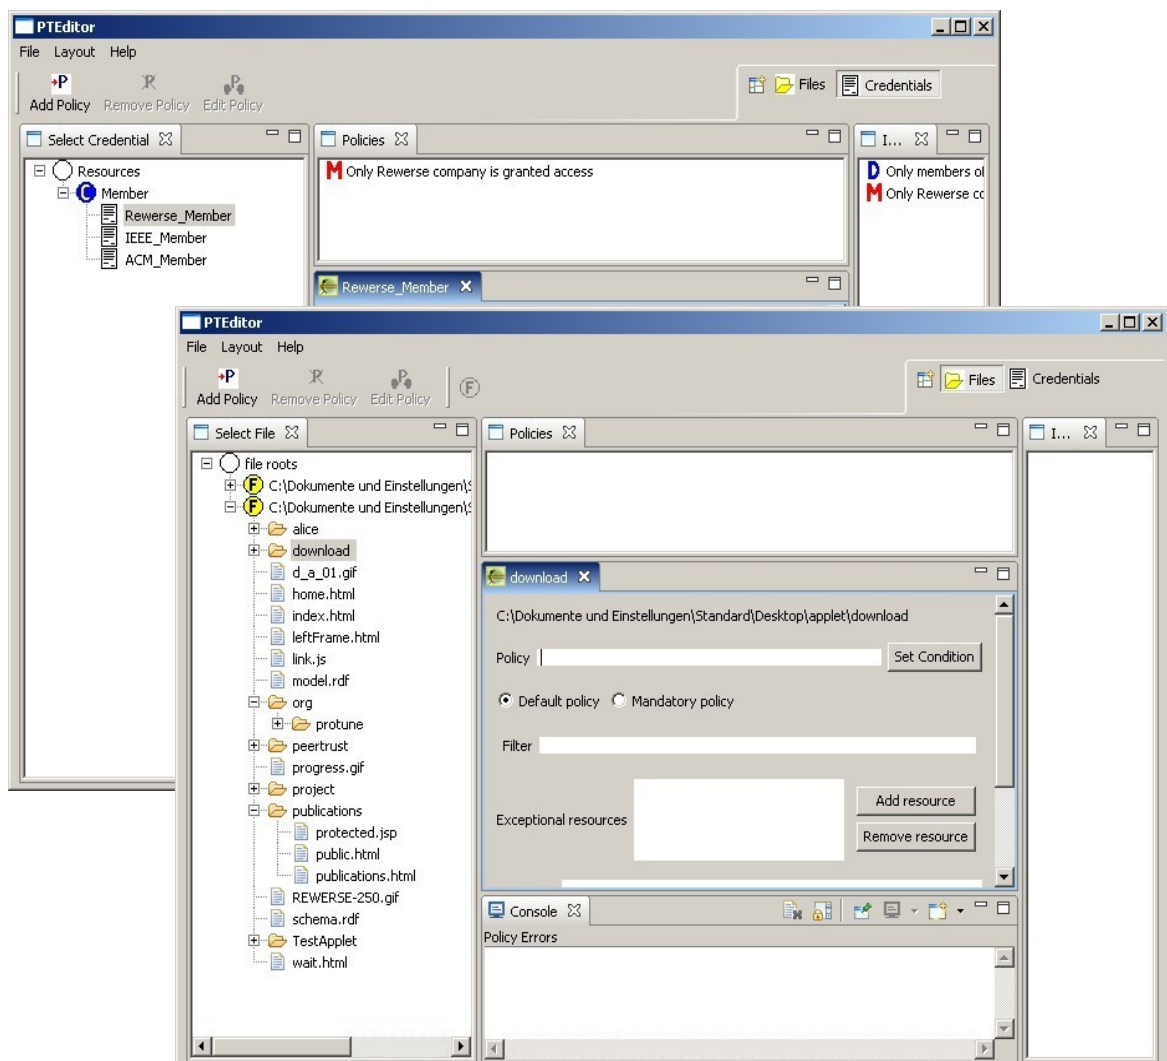 PTEditor
File Layout Help
Add Policy Remove Policy Edit Policy
Files Credentials
Select Credential
Resources
Member
Rewerse_Member
IEEE_Member
ACM_Member
Policies
M Only Rewerse company is granted access
I...
D Only members of
M Only Rewerse co
Rewerse_Member
PTEditor
File Layout Help
Add Policy Remove Policy Edit Policy
Files Credentials
Select File
file roots
C:\Dokumente und Einstellungen\S
C:\Dokumente und Einstellungen\S
alice
download
d_a_01.gif
home.html
index.html
leftFrame.html
link.js
model.rdf
org
protune
peertrust
progress.gif
project
publications
protected.jsp
public.html
publications.html
REWERSE-250.gif
schema.rdf
TestApplet
wait.html
Policies
I...
download
C:\Dokumente und Einstellungen\Standard\Desktop\applet\download
Policy
Set Condition
Default policy Mandatory policy
Filter
Exceptional resources
Add resource
Remove resource
Console
Policy Errors